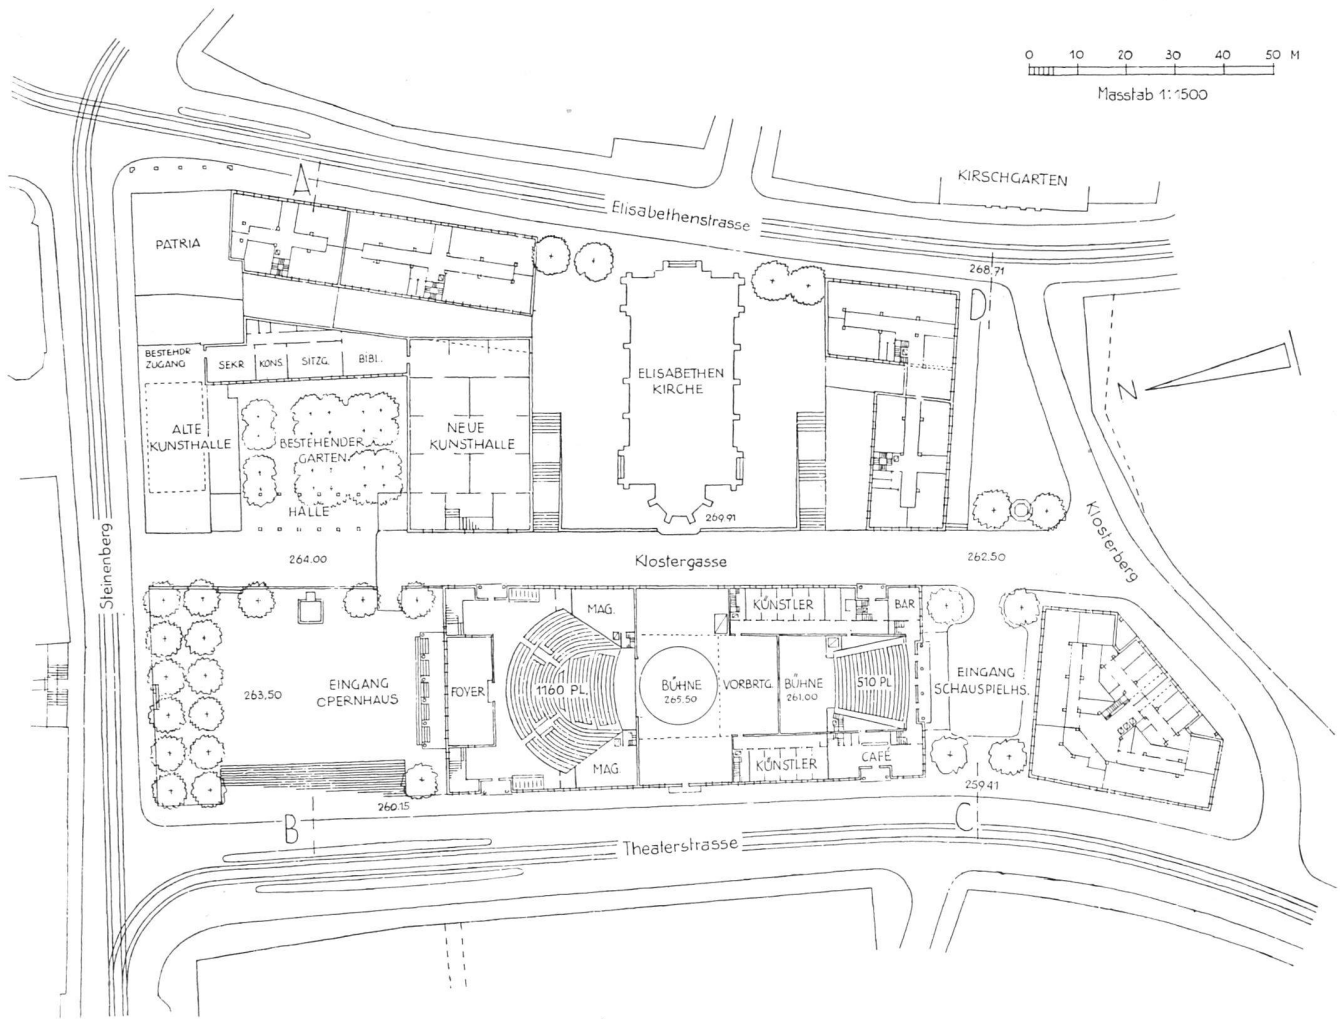 0 10 20 30 40 50 M
Masstab 1:1500
KIRSCHGARTEN
A
Elisabethenstrasse
PATRIA
268.71
D
BESTEHDR
ZUGANG
SEKR
KONS.
SITZG.
BIBL.
ELISABETHEN
KIRCHE
N
ALTE
KUNSTHALLE
BESTEHENDER
GARTEN
NEUE
KUNSTHALLE
HALLE
269.91
Steinenberg
264.00
Klostergasse
262.50
Klosterberg
MAG.
KÜNSTLER
BAR
263,50
EINGANG
OPERNHAUS
FOYER
1160 PL.
BÜHNE
265.50
VORBRTG.
BÜHNE
261.00
510 PL
EINGANG
SCHAUSPIELHS.
MAG.
KÜNSTLER
CAFÉ
260.15
259.41
B
C
Theaterstrasse